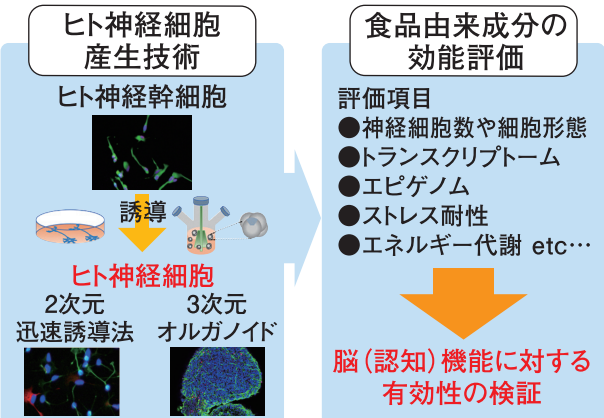 ヒト神経細胞
産生技術
ヒト神経幹細胞
誘導
ヒト神経細胞
2次元
迅速誘導法
3次元
オルガノイド
食品由来成分の
効能評価
評価項目
●神経細胞数や細胞形態
●トランスクリプトーム
●エピゲノム
●ストレス耐性
●エネルギー代謝 etc…
脳（認知）機能に対する
有効性の検証